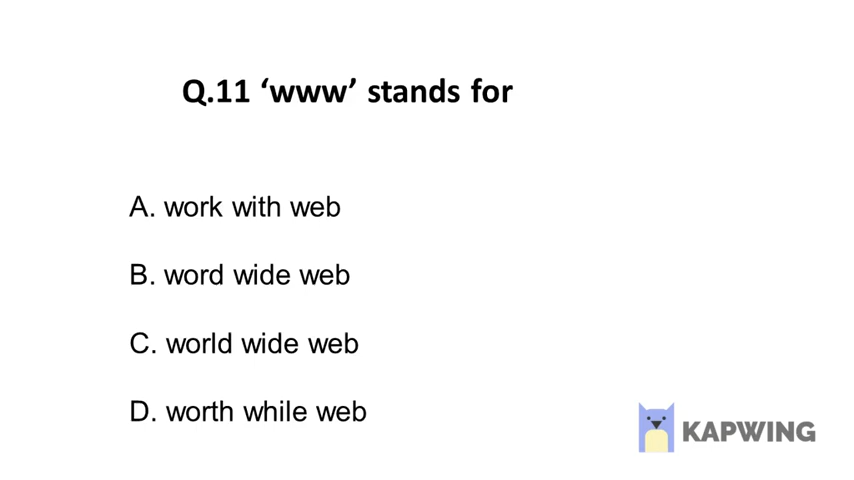 Q.11 ‘www’ stands for
A. work with web
B. word wide web
C. world wide web
D. worth while web
KAPWING